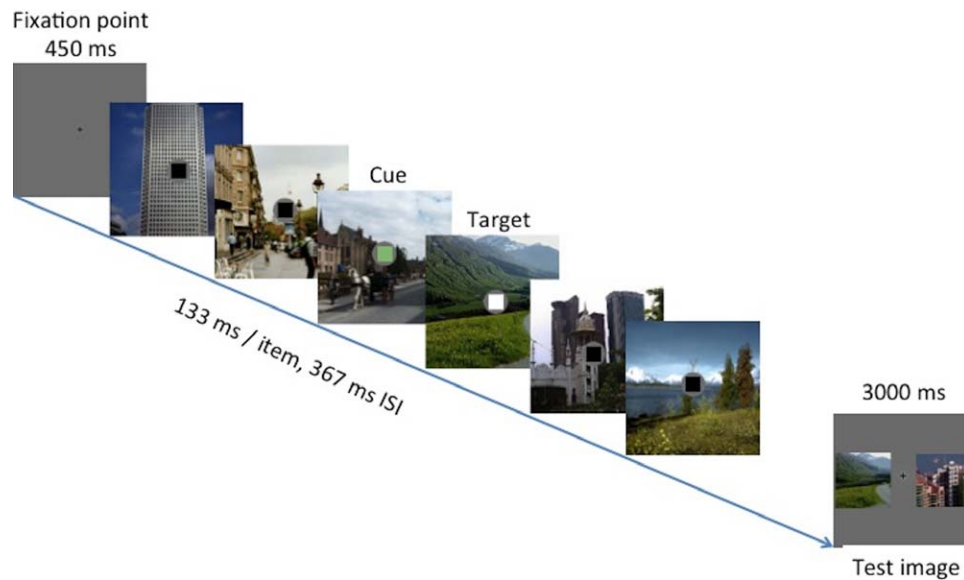 Fixation point
450 ms
Cue
Target
133 ms / item, 367 ms ISI
3000 ms
Test image